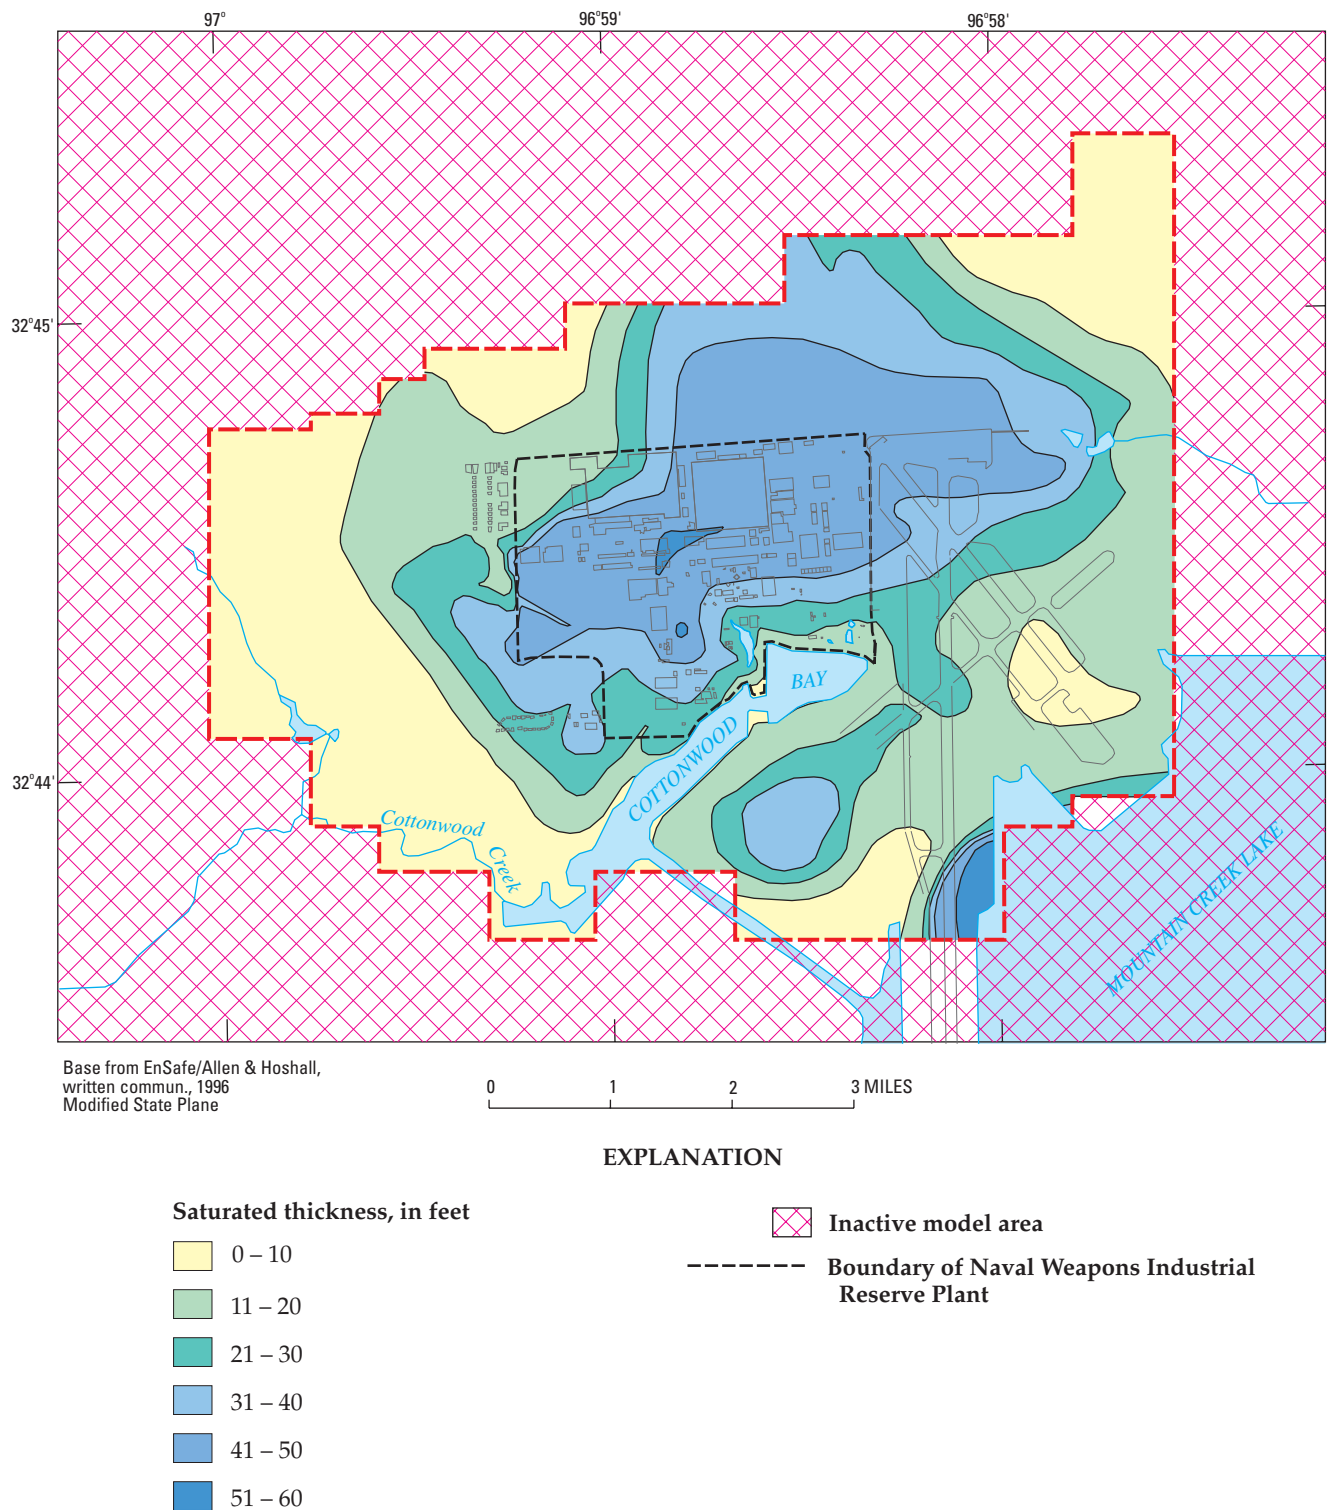 97°
96°59'
96°58'
32°45'
32°44'
BAY
COTTONWOOD
Cottonwood
Creek
MOUNTAIN CREEK LAKE
Base from EnSafe/Allen & Hoshall,
written commun., 1996
Modified State Plane
0 1 2 3 MILES
EXPLANATION
Saturated thickness, in feet
0 – 10
11 – 20
21 – 30
31 – 40
41 – 50
51 – 60
Inactive model area
Boundary of Naval Weapons Industrial
Reserve Plant